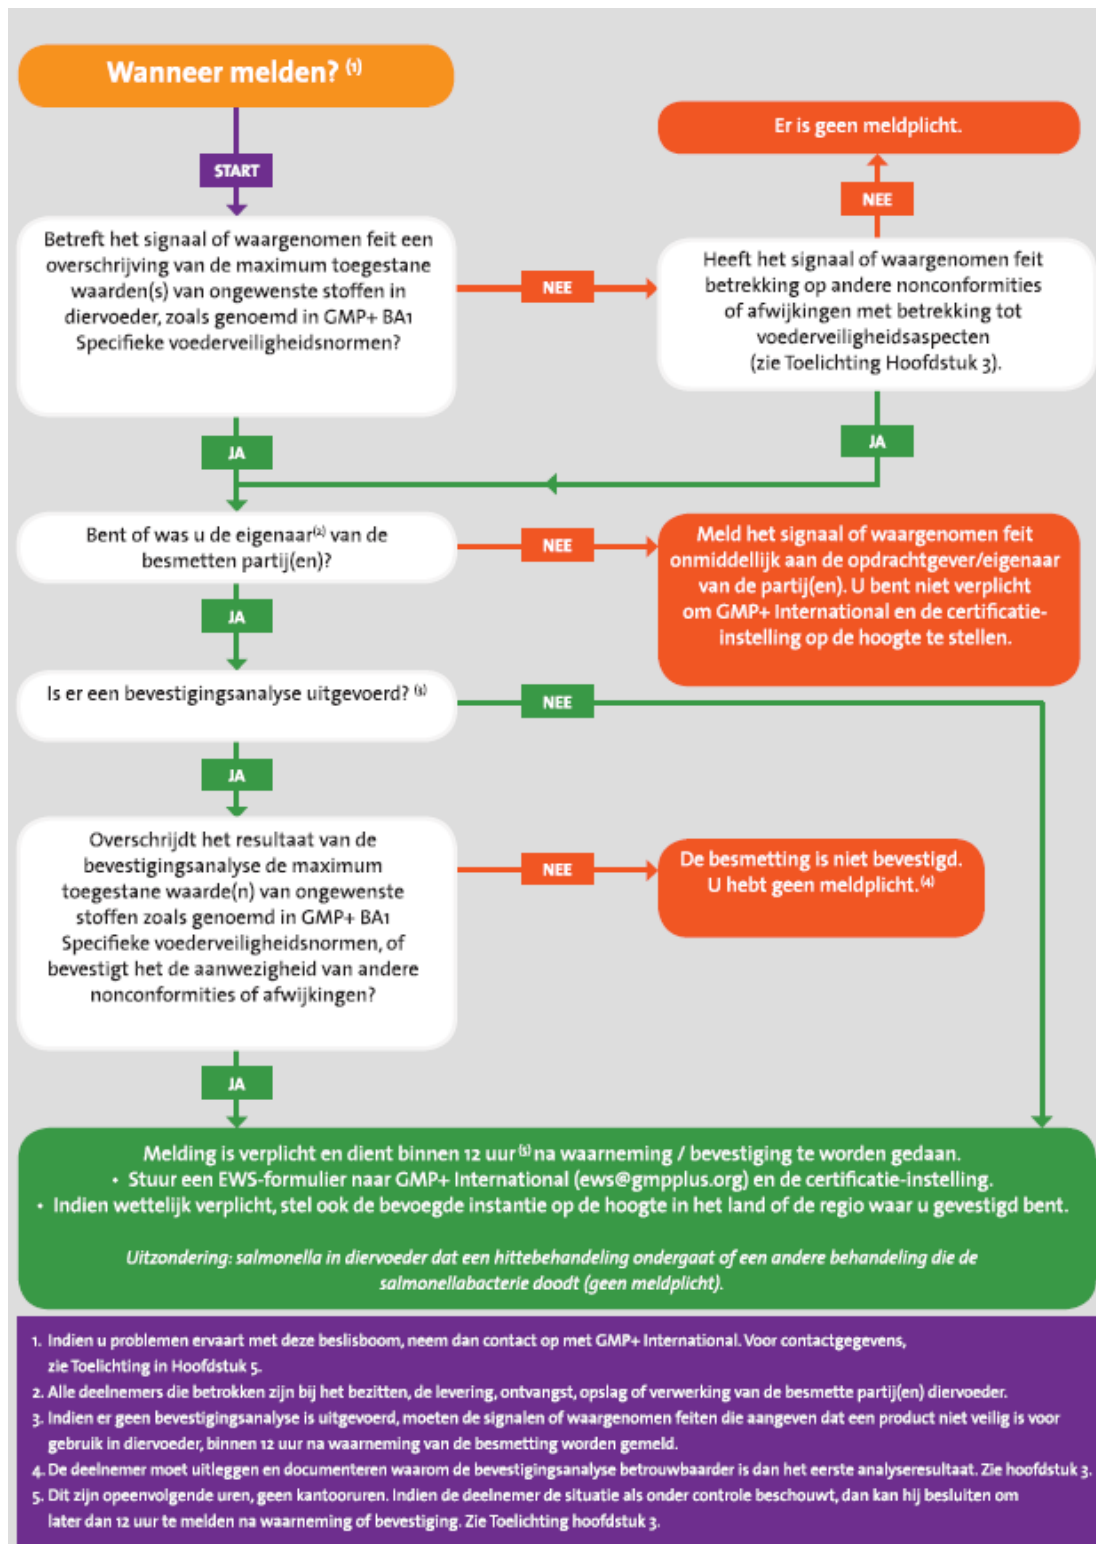 Wanneer melden? (1)
START
Er is geen meldplicht.
NEE
Betreft het signaal of waargenomen feit een
overschrijving van de maximum toegestane
waarden(s) van ongewenste stoffen in
diervoeder, zoals genoemd in GMP+ BA1
Specifieke voederveiligheidsnormen?
NEE
Heeft het signaal of waargenomen feit
betrekking op andere nonconformities
of afwijkingen met betrekking tot
voederveiligheidsaspecten
(zie Toelichting Hoofdstuk 3).
JA
JA
Bent of was u de eigenaar(2) van de
besmetten partij(en)?
NEE
Meld het signaal of waargenomen feit
onmiddellijk aan de opdrachtgever/eigenaar
van de partij(en). U bent niet verplicht
om GMP+ International en de certificatie-
instelling op de hoogte te stellen.
JA
Is er een bevestigingsanalyse uitgevoerd? (3)
NEE
JA
Overschrijdt het resultaat van de
bevestigingsanalyse de maximum
toegestane waarde(n) van ongewenste
stoffen zoals genoemd in GMP+ BA1
Specifieke voederveiligheidsnormen, of
bevestigt het de aanwezigheid van andere
nonconformities of afwijkingen?
NEE
De besmetting is niet bevestigd.
U hebt geen meldplicht.(4)
JA
Melding is verplicht en dient binnen 12 uur(5) na waarneming / bevestiging te worden gedaan.
• Stuur een EWS-formulier naar GMP+ International (ews@gmpplus.org) en de certificatie-instelling.
• Indien wettelijk verplicht, stel ook de bevoegde instantie op de hoogte in het land of de regio waar u gevestigd bent.
Uitzondering: salmonella in diervoeder dat een hittebehandeling ondergaat of een andere behandeling die de
salmonellabacterie doodt (geen meldplicht).
1. Indien u problemen ervaart met deze beslisboom, neem dan contact op met GMP+ International. Voor contactgegevens,
zie Toelichting in Hoofdstuk 5.
2. Alle deelnemers die betrokken zijn bij het bezitten, de levering, ontvangst, opslag of verwerking van de besmette partij(en) diervoeder.
3. Indien er geen bevestigingsanalyse is uitgevoerd, moeten de signalen of waargenomen feiten die aangeven dat een product niet veilig is voor
gebruik in diervoeder, binnen 12 uur na waarneming van de besmetting worden gemeld.
4. De deelnemer moet uitleggen en documenteren waarom de bevestigingsanalyse betrouwbaarder is dan het eerste analyseresultaat. Zie hoofdstuk 3.
5. Dit zijn opeenvolgende uren, geen kantooruren. Indien de deelnemer de situatie als onder controle beschouwt, dan kan hij besluiten om
later dan 12 uur te melden na waarneming of bevestiging. Zie Toelichting hoofdstuk 3.